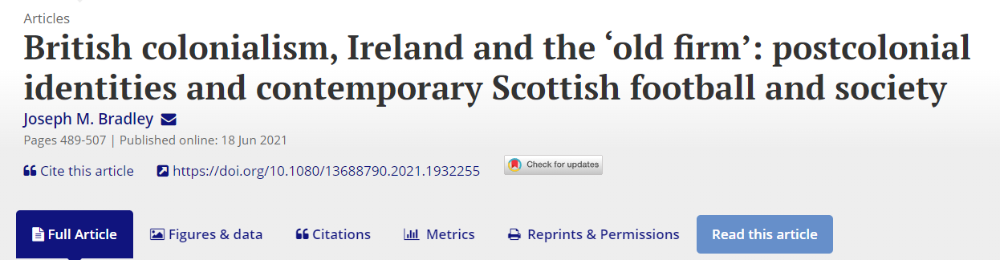 Articles
British colonialism, Ireland and the ‘old firm’: postcolonial
identities and contemporary Scottish football and society
Joseph M. Bradley
Pages 489-507 | Published online: 18 Jun 2021
Cite this article https://doi.org/10.1080/13688790.2021.1932255 Check for updates
Full Article Figures & data Citations Metrics Reprints & Permissions Read this article